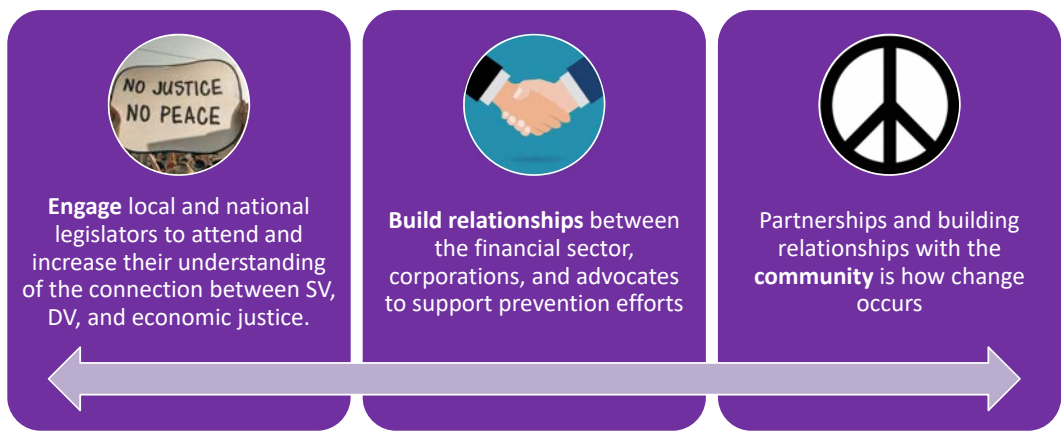 NO JUSTICE
NO PEACE
Engage local and national
legislators to attend and
increase their understanding
of the connection between SV,
DV, and economic justice.
Build relationships between
the financial sector,
corporations, and advocates
to support prevention efforts
Partnerships and building
relationships with the
community is how change
occurs